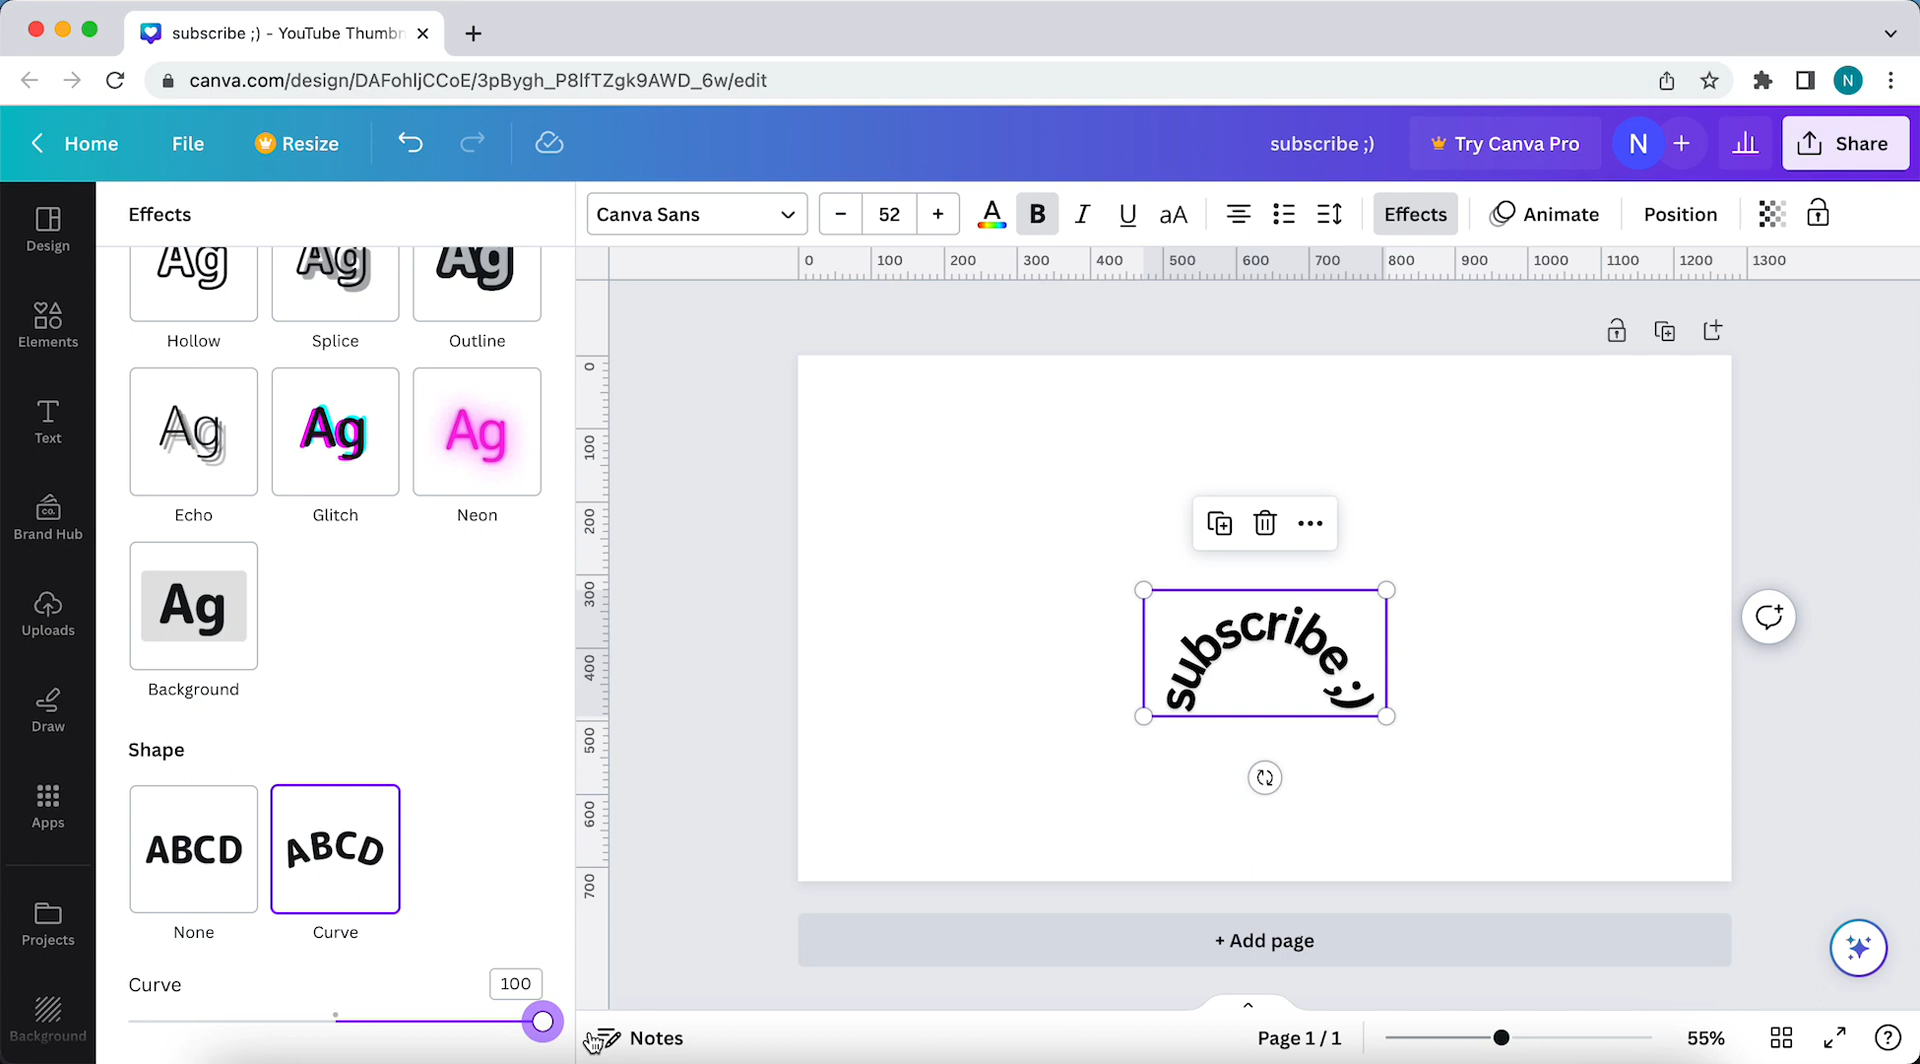 subscribe ;) - YouTube Thumbn
canva.com/design/DAFohIjCCoE/3pBygh_P8lfTZgk9AWD_6w/edit
N
Home
File
Resize
subscribe ;)
Try Canva Pro
N
Share
Effects
Canva Sans
52
A
B
I
U
aA
Effects
Animate
Position
Design
Elements
Text
co.
Brand Hub
Uploads
Draw
Apps
Projects
Background
Ag
Ag
Ag
Hollow
Splice
Outline
Ag
Ag
Ag
Echo
Glitch
Neon
Ag
Background
Shape
ABCD
ABCD
None
Curve
Curve
100
0 100 200 300 400 500 600 700 800 900 1000 1100 1200 1300
0
100
200
300
400
500
600
700
subscribe ;)
+ Add page
Notes
Page 1 / 1
55%